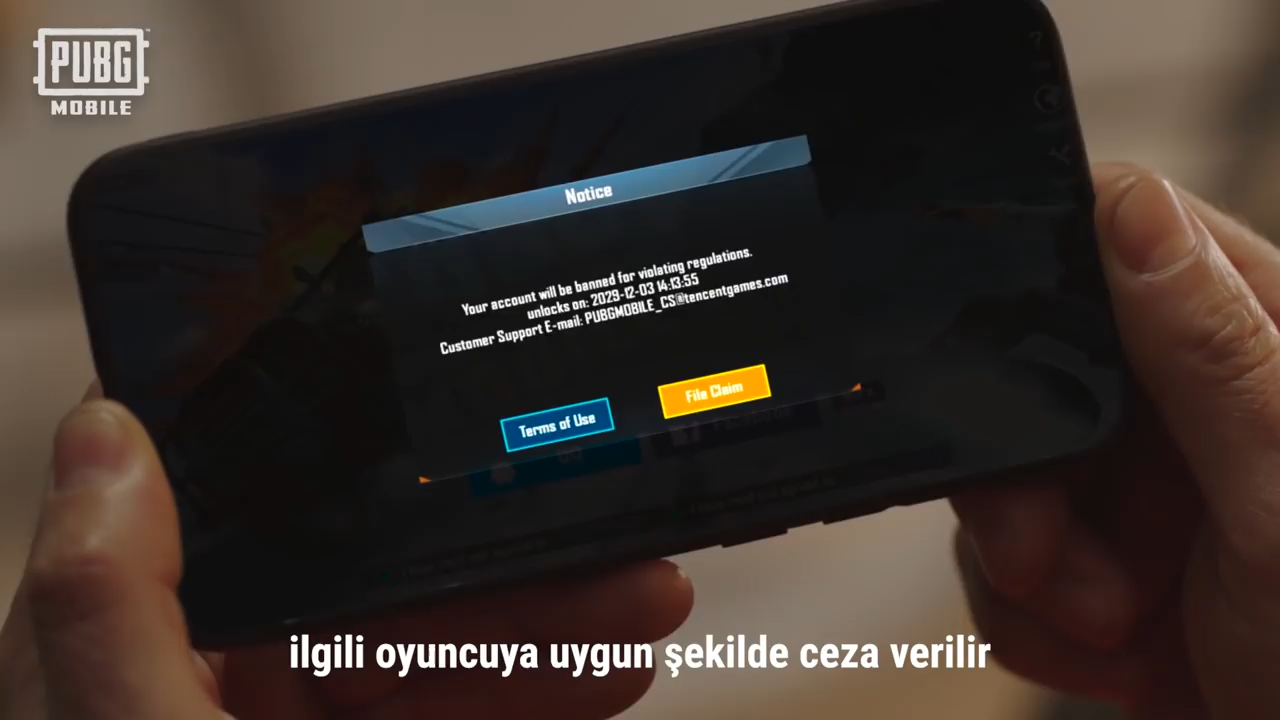 PUBG
MOBILE
Notice
Your account will be banned for violating regulations.
unlocks on: 2029-12-03 14:13:55
Customer Support E-mail: PUBGMOBILE_CS@tencentgames.com
Terms of Use
File Claim
ilgili oyuncuya uygun şekilde ceza verilir